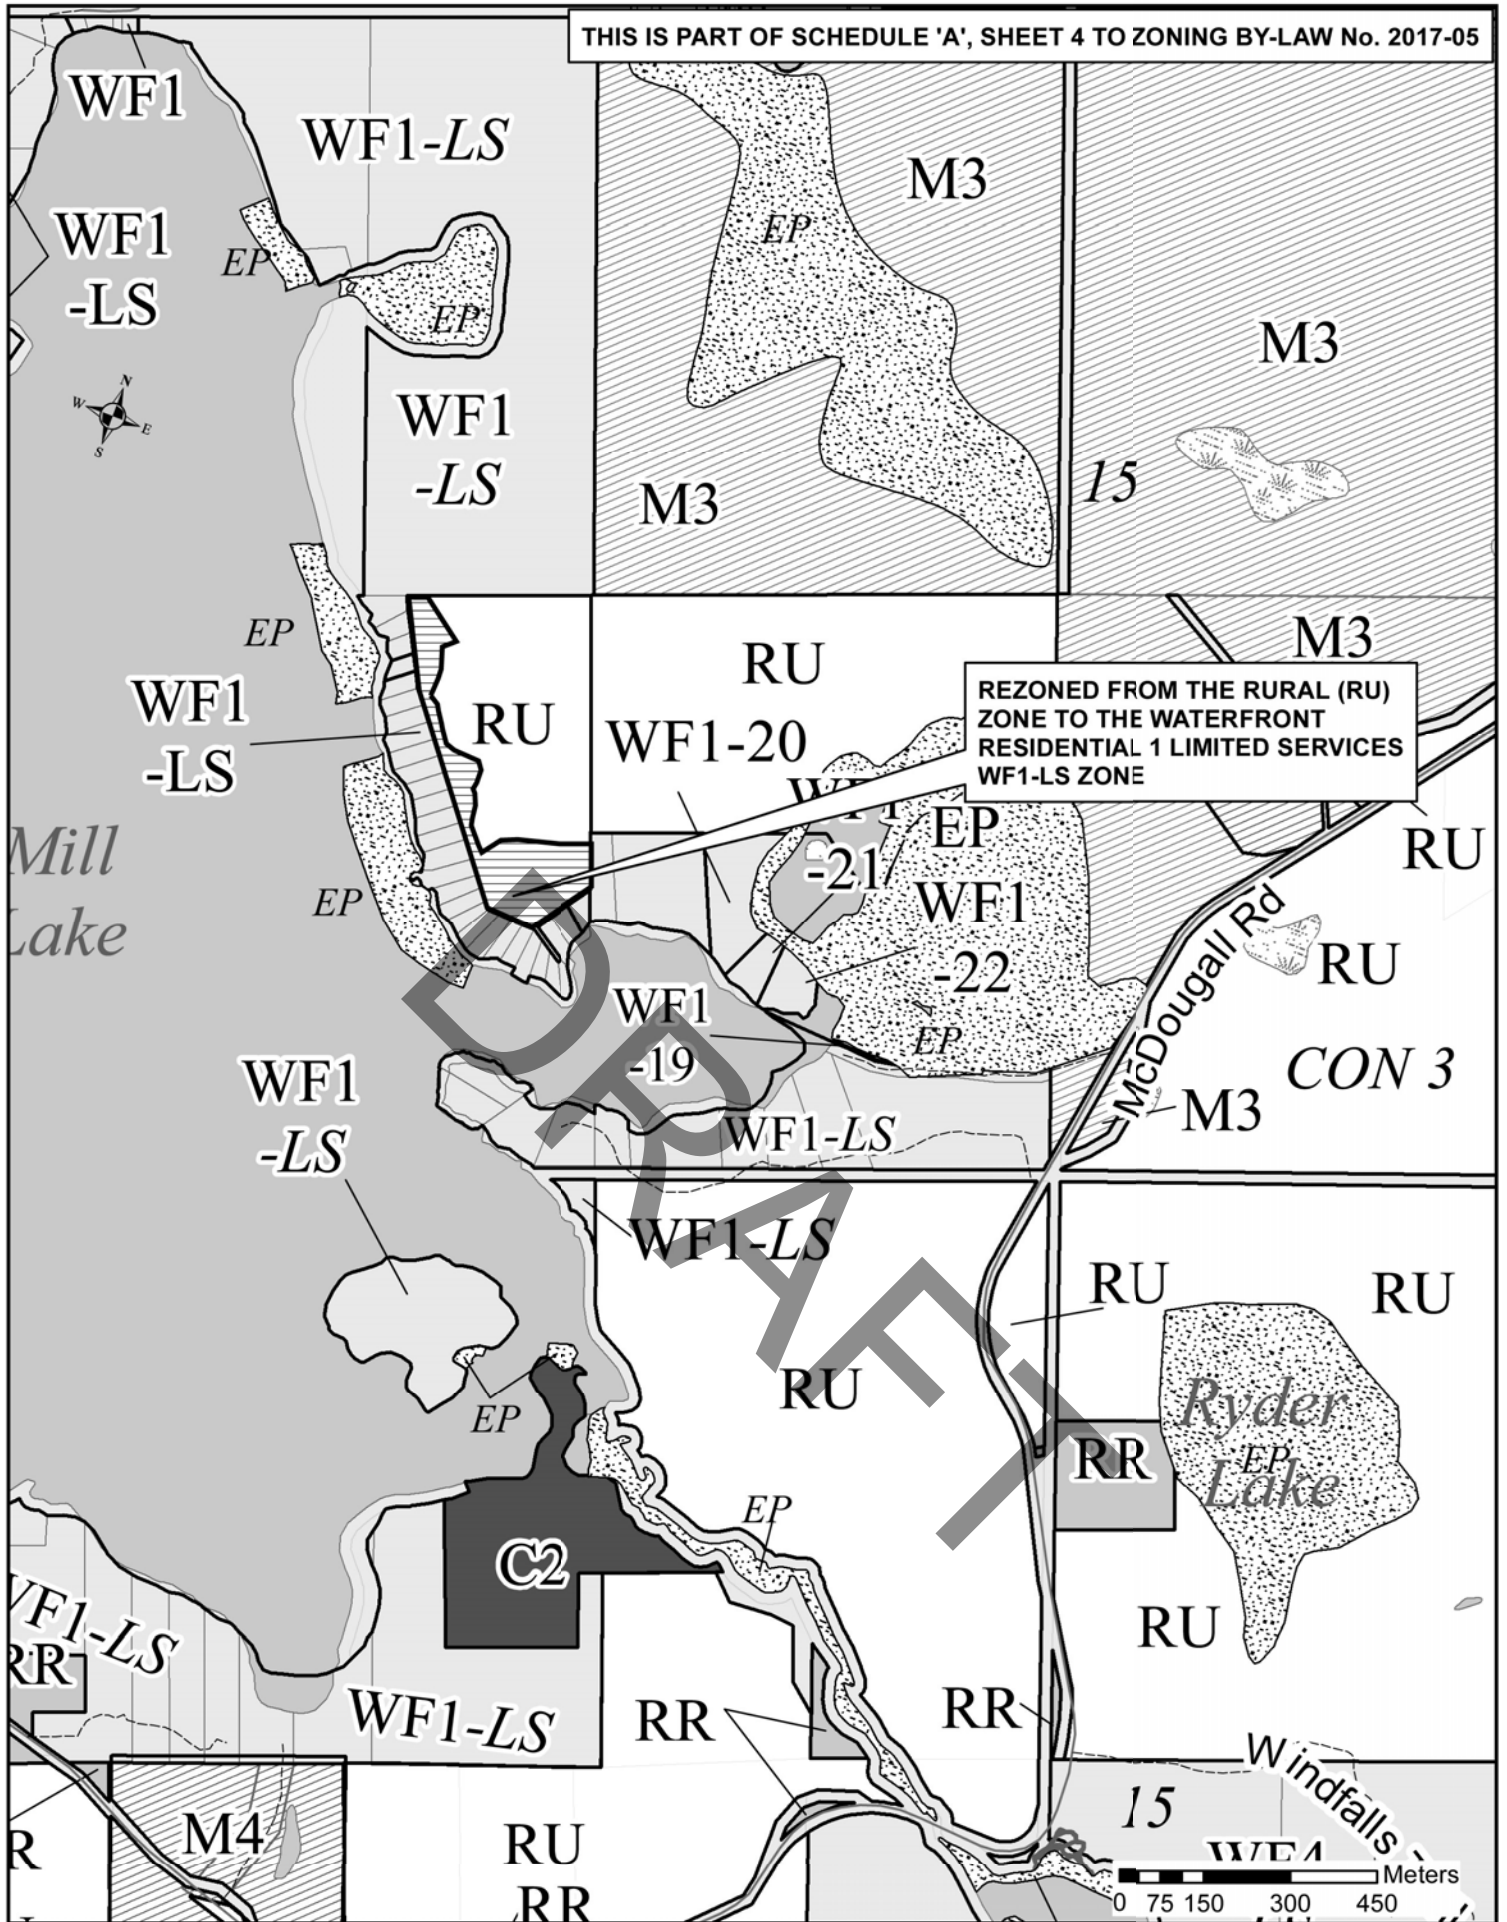 THIS IS PART OF SCHEDULE 'A', SHEET 4 TO ZONING BY-LAW No. 2017-05
WF1
WF1-LS
M3
WF1
-LS
EP
EP
EP
M3
N
W
E
S
a
WF1
-LS
M3
15
EP
RU
M3
REZONED FROM THE RURAL (RU)
ZONE TO THE WATERFRONT
RESIDENTIAL 1 LIMITED SERVICES
WF1-LS ZONE
WF1
-LS
RU
WF1-20
-21
EP
RU
Mill
Lake
EP
WF1
-22
McDougall Rd
RU
WF1
-19
EP
CON 3
WF1
-LS
M3
WF1-LS
DRAFT
WF1-LS
RU
RU
RU
Ryder
Lake
EP
EP
RR
EP
C2
RU
WF1-LS
RR
WF1-LS
RR
RR
Windfalls
15
M4
R
RU
RR
Meters
0 75 150 300 450